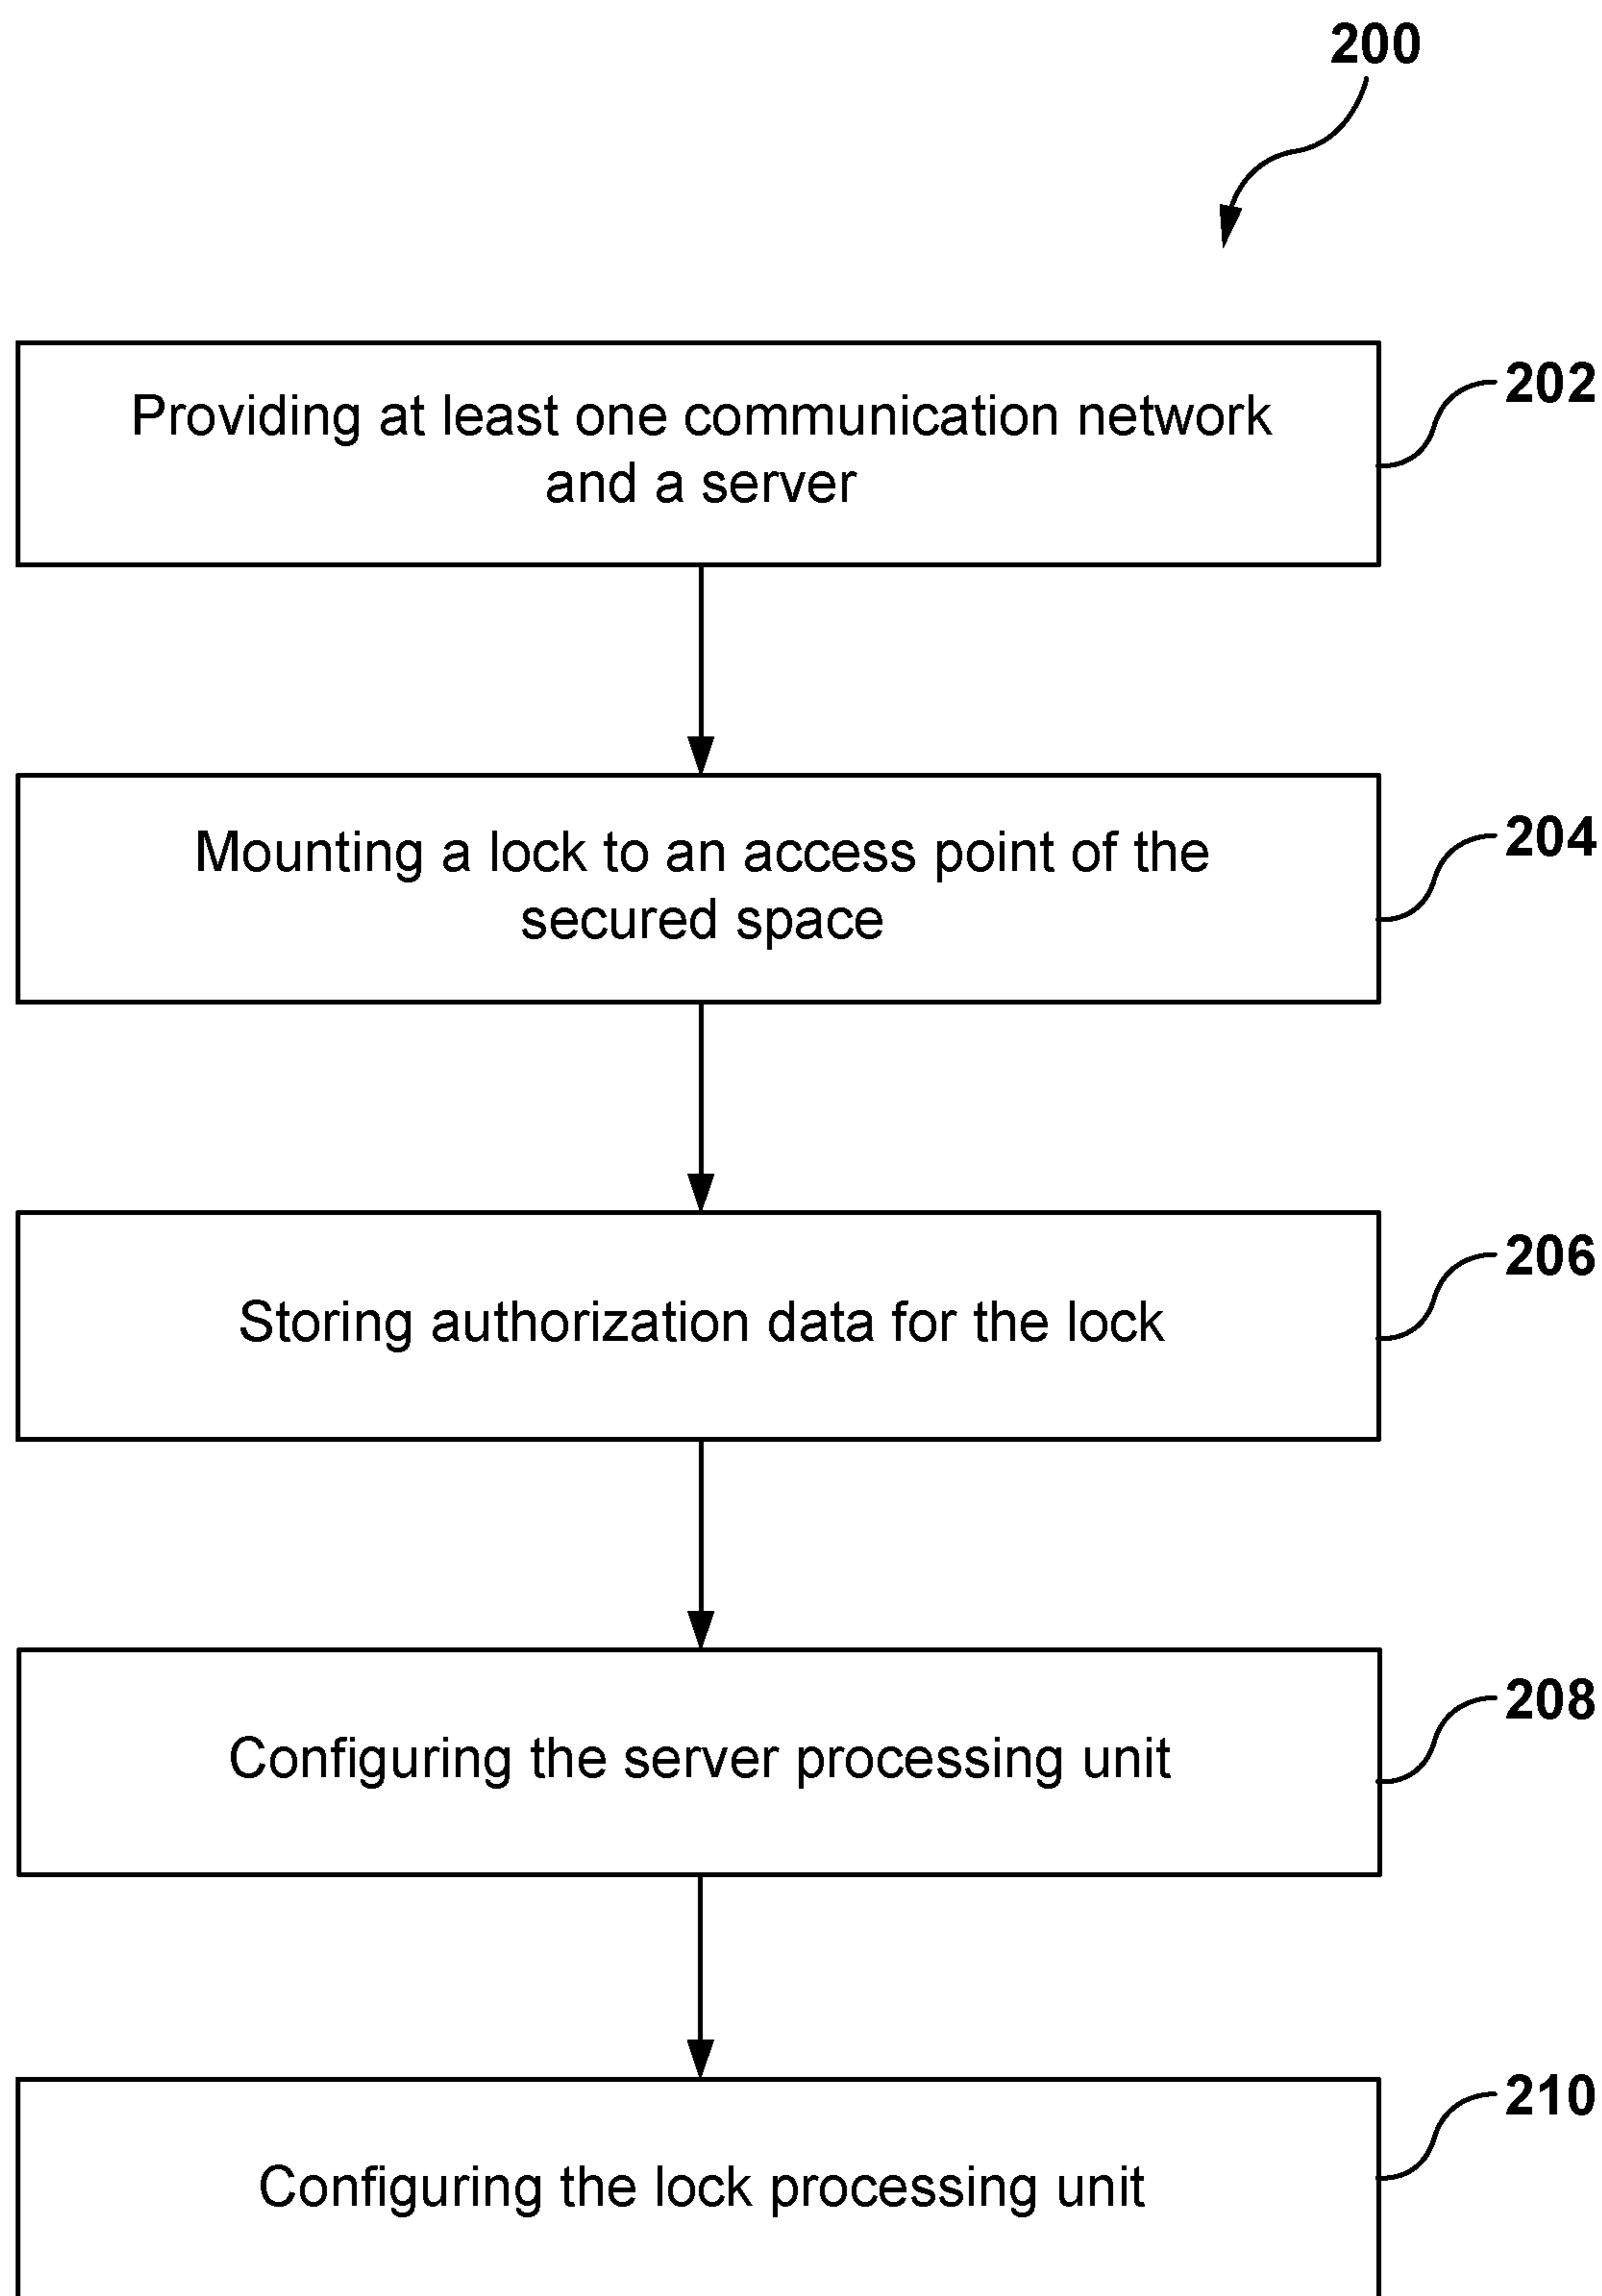 200
Providing at least one communication network
and a server
202
Mounting a lock to an access point of the
secured space
204
Storing authorization data for the lock
206
Configuring the server processing unit
208
Configuring the lock processing unit
210